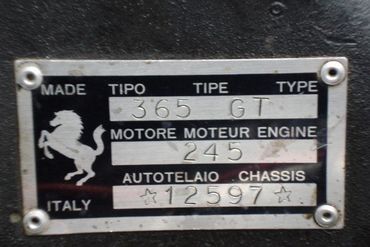 MADE TIPO TIPE TYPE
365 GT
MOTORE MOTEUR ENGINE
245
AUTOTELAIO CHASSIS
ITALY ☆12597☆